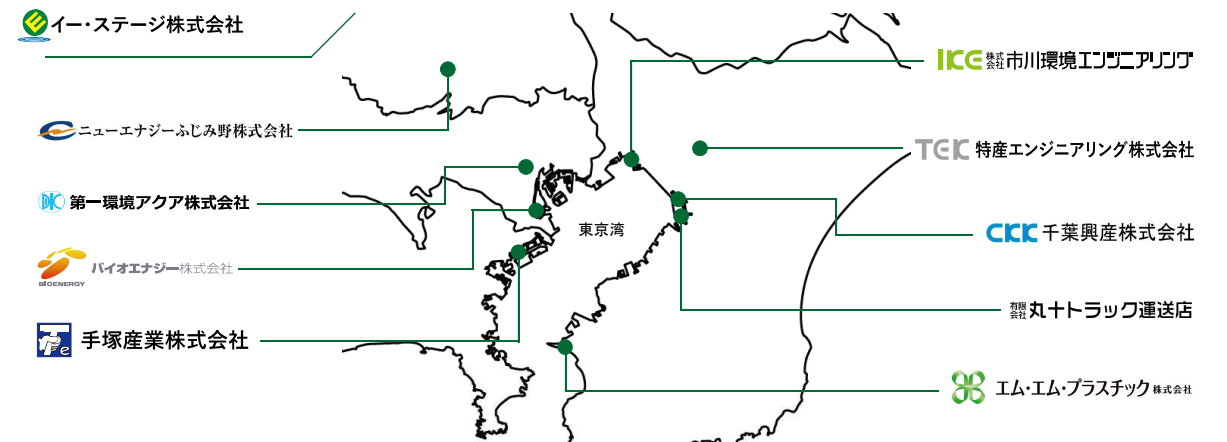 イー・ステージ株式会社
ニューエナジーふじみ野株式会社
DK 第一環境アクア株式会社
バイオエナジー株式会社
BIOENERGY
Te 手塚産業株式会社
東京湾
IKE 株式会社 市川環境エンジニアリング
TEK 特産エンジニアリング株式会社
CKK 千葉興産株式会社
有限会社 丸十トラック運送店
エム・エム・プラスチック 株式会社